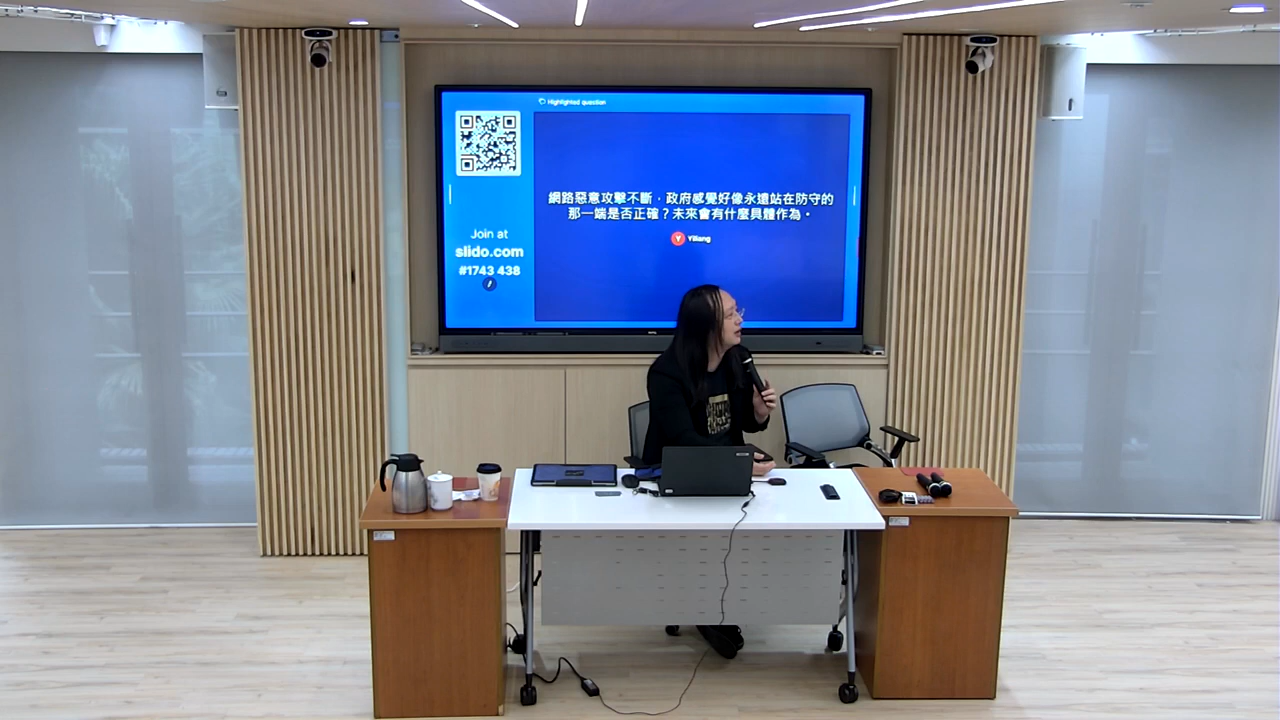 Highlighted question
網路惡意攻擊不斷，政府感覺好像永遠站在防守的
那一端是否正確？未來會有什麼具體作為。
Y Yiliang
Join at
slido.com
#1743 438